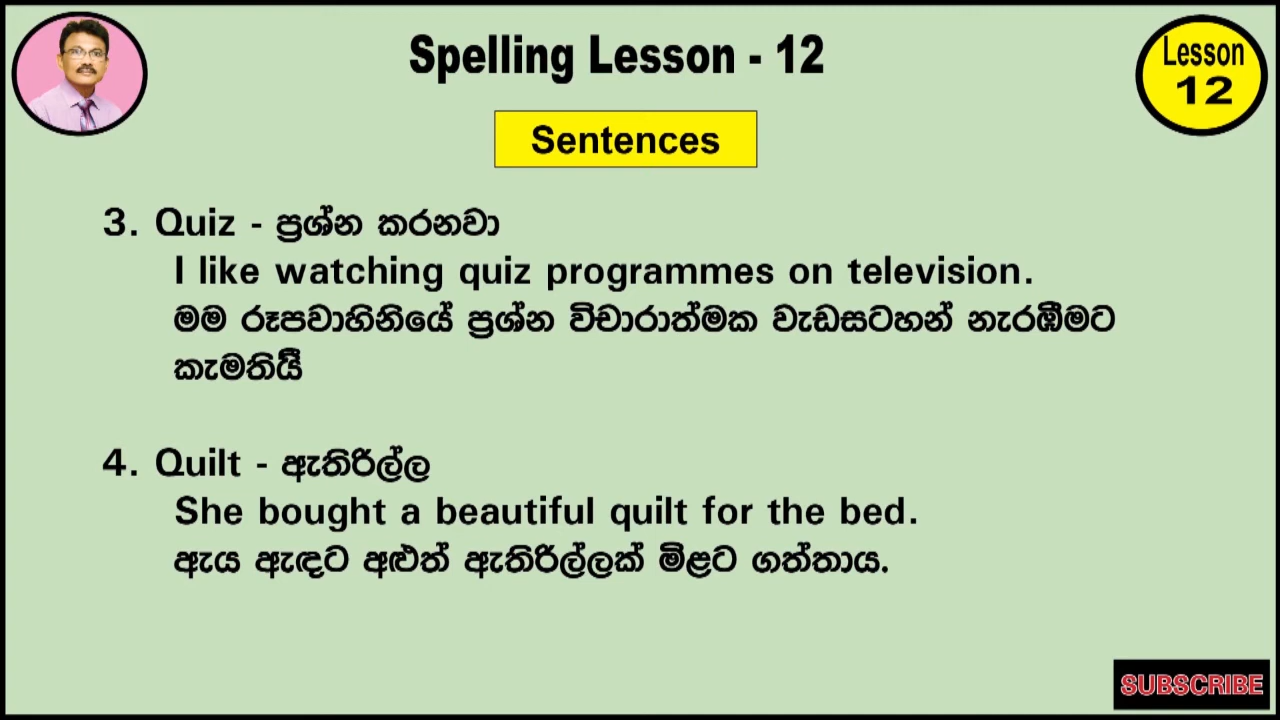 Spelling Lesson - 12
Lesson
12
Sentences
3. Quiz - ප්‍රශ්න කරනවා
I like watching quiz programmes on television.
මම රූපවාහිනියේ ප්‍රශ්න විචාරාත්මක වැඩසටහන් නැරඹීමට
කැමතියි
4. Quilt - ඇතිරිල්ල
She bought a beautiful quilt for the bed.
ඇය ඇඳට අළුත් ඇතිරිල්ලක් මිළට ගත්තාය.
SUBSCRIBE